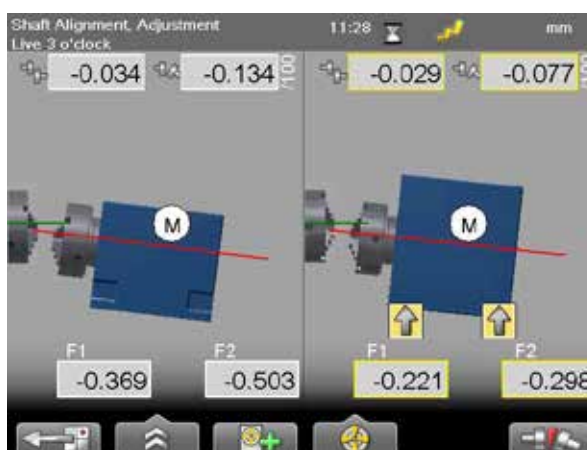 Shaft Alignment, Adjustment
11:28
mm
Live 3 o'clock
-0.034
-0.134
/100
-0.029
-0.077
/100
M
M
F1
F2
F1
F2
-0.369
-0.503
-0.221
-0.298